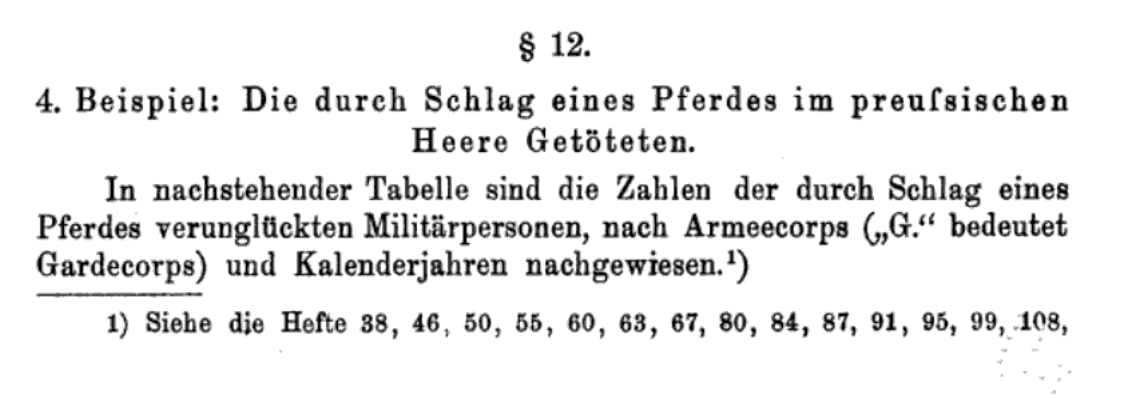 § 12.
4. Beispiel: Die durch Schlag eines Pferdes im preuſsischen
Heere Getöteten.
In nachstehender Tabelle sind die Zahlen der durch Schlag eines
Pferdes verunglückten Militärpersonen, nach Armeecorps („G.“ bedeutet
Gardecorps) und Kalenderjahren nachgewiesen.¹)
1) Siehe die Hefte 38, 46, 50, 55, 60, 63, 67, 80, 84, 87, 91, 95, 99, 108,